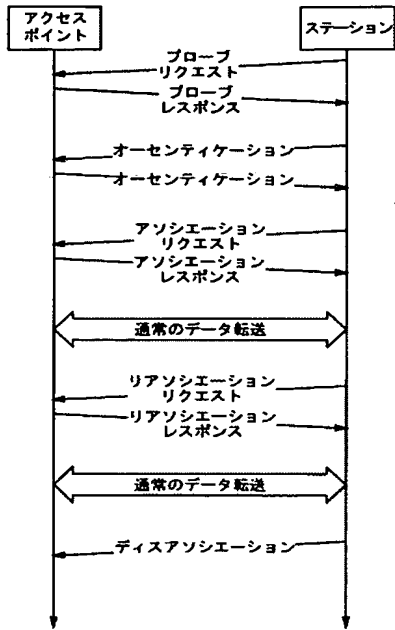 アクセス
ポイント
ステーション
プローブ
リクエスト
プローブ
レスポンス
オーセンティケーション
オーセンティケーション
アソシエーション
リクエスト
アソシエーション
レスポンス
通常のデータ転送
リアソシエーション
リクエスト
リアソシエーション
レスポンス
通常のデータ転送
ディスアソシエーション